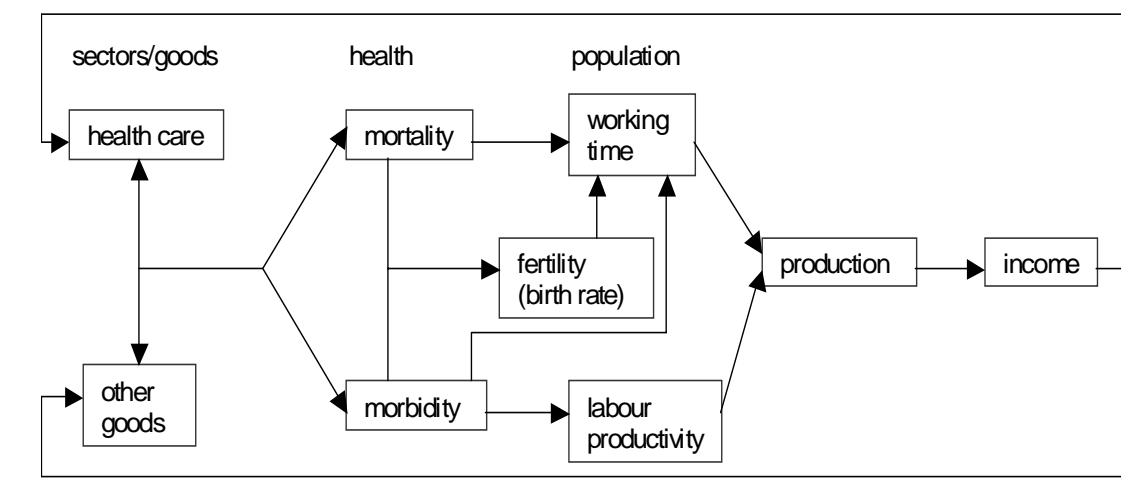 sectors/goods
health
population
health care
mortality
working
time
fertility
(birth rate)
production
income
other
goods
morbidity
labour
productivity